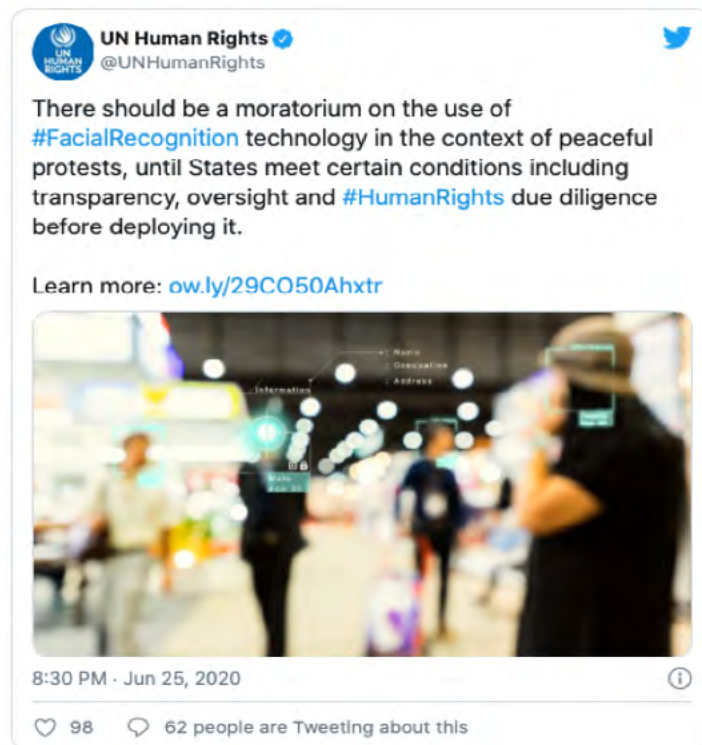 UN Human Rights
UN
HUMAN
RIGHTS
@UNHumanRights
There should be a moratorium on the use of
#FacialRecognition technology in the context of peaceful
protests, until States meet certain conditions including
transparency, oversight and #HumanRights due diligence
before deploying it.
Learn more: ow.ly/29CO50Ahxtr
Name
Occupation
Address
Information
Male
8:30 PM · Jun 25, 2020
98
62 people are Tweeting about this